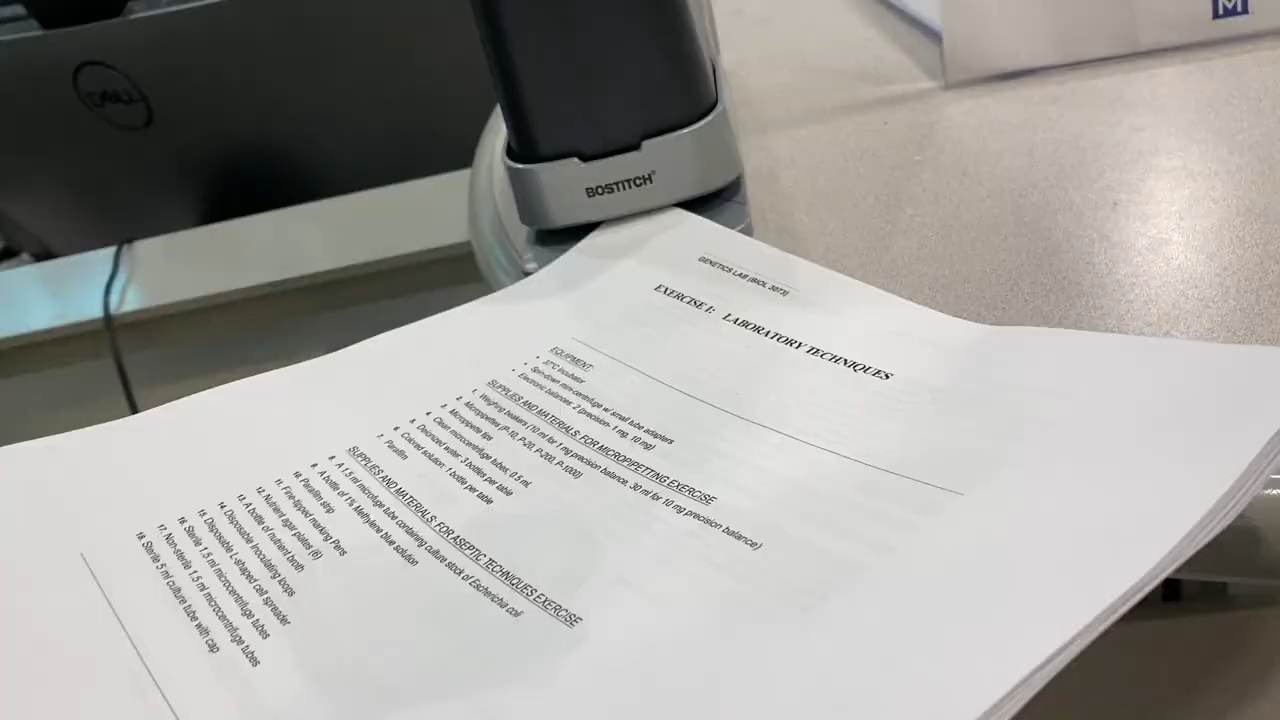 DELL
M
BOSTITCH
GENETICS LAB (BIOL 3073)
EXERCISE 1: LABORATORY TECHNIQUES
EQUIPMENT:
• 37°C Incubator
• Spin-down mini-centrifuge w/ small tube adapters
• Electronic balances: 2 (precision- 1 mg, 10 mg)
SUPPLIES AND MATERIALS: FOR MICROPIPETTING EXERCISE
1. Weighing beakers (10 ml for 1 mg precision balance, 30 ml for 10 mg precision balance)
2. Micropipettes (P-10, P-20, P-200, P-1000)
3. Micropipette tips
4. Clean microcentrifuge tubes, 0.5 ml,
5. Deionized water: 3 bottles per table
6. Colored solution: 1 bottle per table
7. Parafilm
SUPPLIES AND MATERIALS: FOR ASEPTIC TECHNIQUES EXERCISE
8. A 1.5 ml microfuge tube containing culture stock of Escherichia coli
9. A bottle of 1% Methylene blue solution
10. Parafilm strip
11. Fine-tipped marking Pens
12. Nutrient agar plates (6)
13. A bottle of nutrient broth
14. Disposable Inoculating loops
15. Disposable L-shaped cell spreader
16. Sterile 1.5 ml microcentrifuge tubes
17. Non-sterile 1.5 ml microcentrifuge tubes
18. Sterile 5 ml culture tube with cap